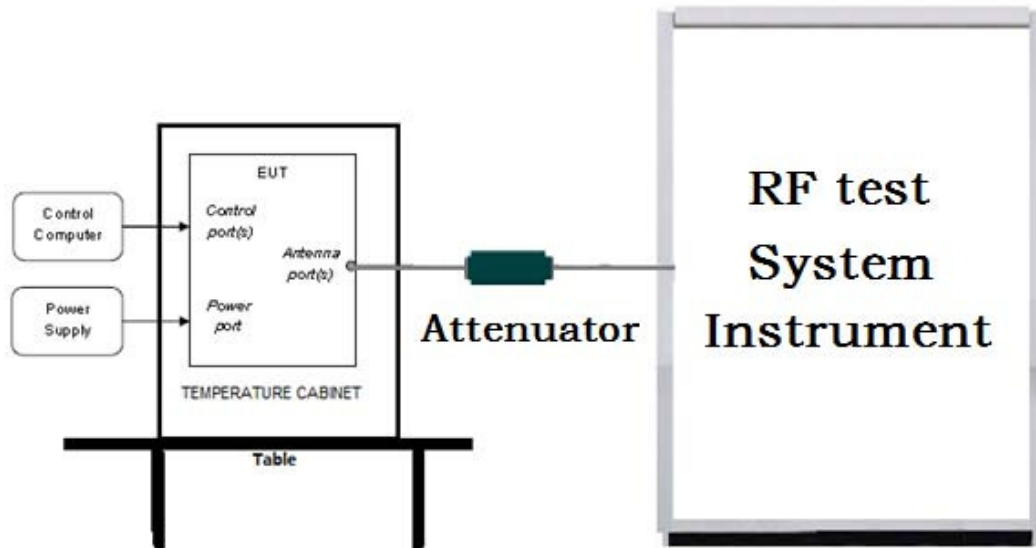 EUT
Control
Computer
Control
port(s)
Antenna
port(s)
Power
Supply
Power
port
TEMPERATURE CABINET
Table
Attenuator
RF test
System
Instrument